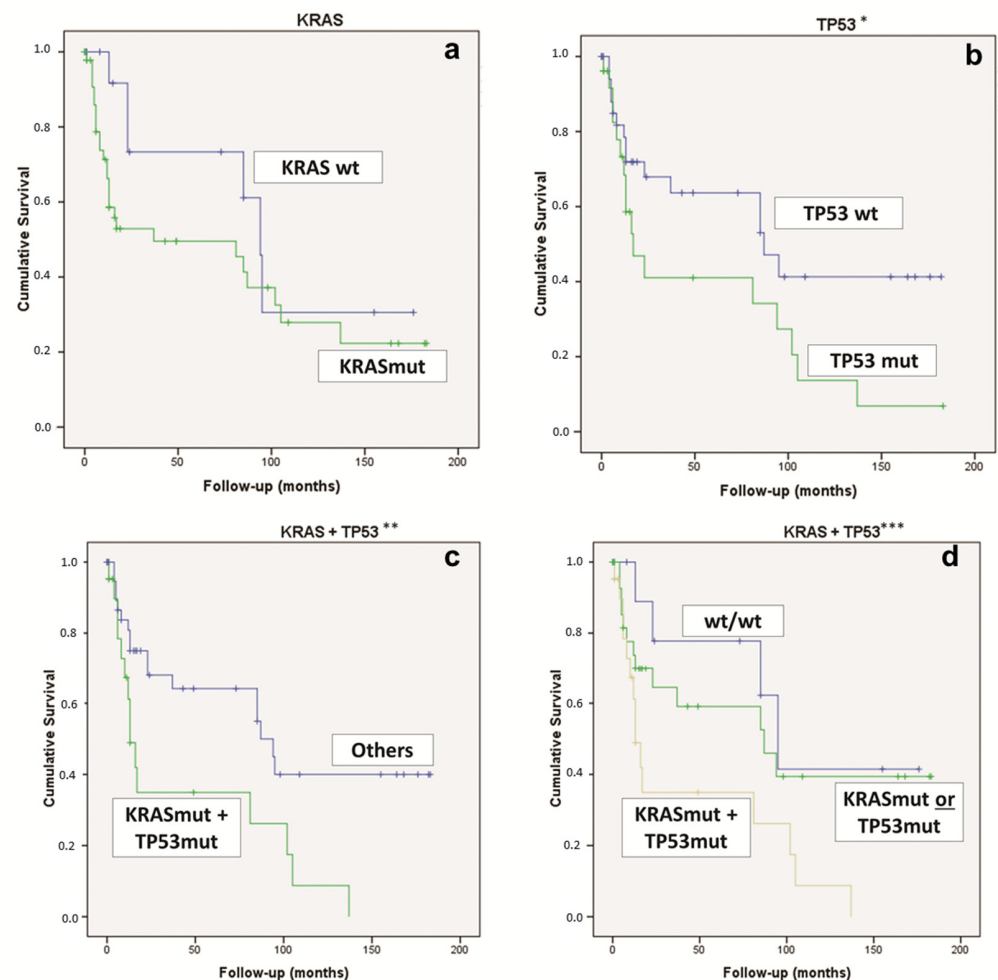 KRAS
a
1.0
0.8
0.6
0.4
0.2
0.0
Cumulative Survival
KRAS wt
KRASmut
0
50
100
150
200
Follow-up (months)
TP53 *
b
1.0
0.8
0.6
0.4
0.2
0.0
Cumulative Survival
TP53 wt
TP53 mut
0
50
100
150
200
Follow-up (months)
KRAS + TP53 **
c
1.0
0.8
0.6
0.4
0.2
0.0
Cumulative Survival
Others
KRASmut +
TP53mut
0
50
100
150
200
Follow-up (months)
KRAS + TP53***
d
1.0
0.8
0.6
0.4
0.2
0.0
Cumulative Survival
wt/wt
KRASmut or
TP53mut
KRASmut +
TP53mut
0
50
100
150
200
Follow-up (months)